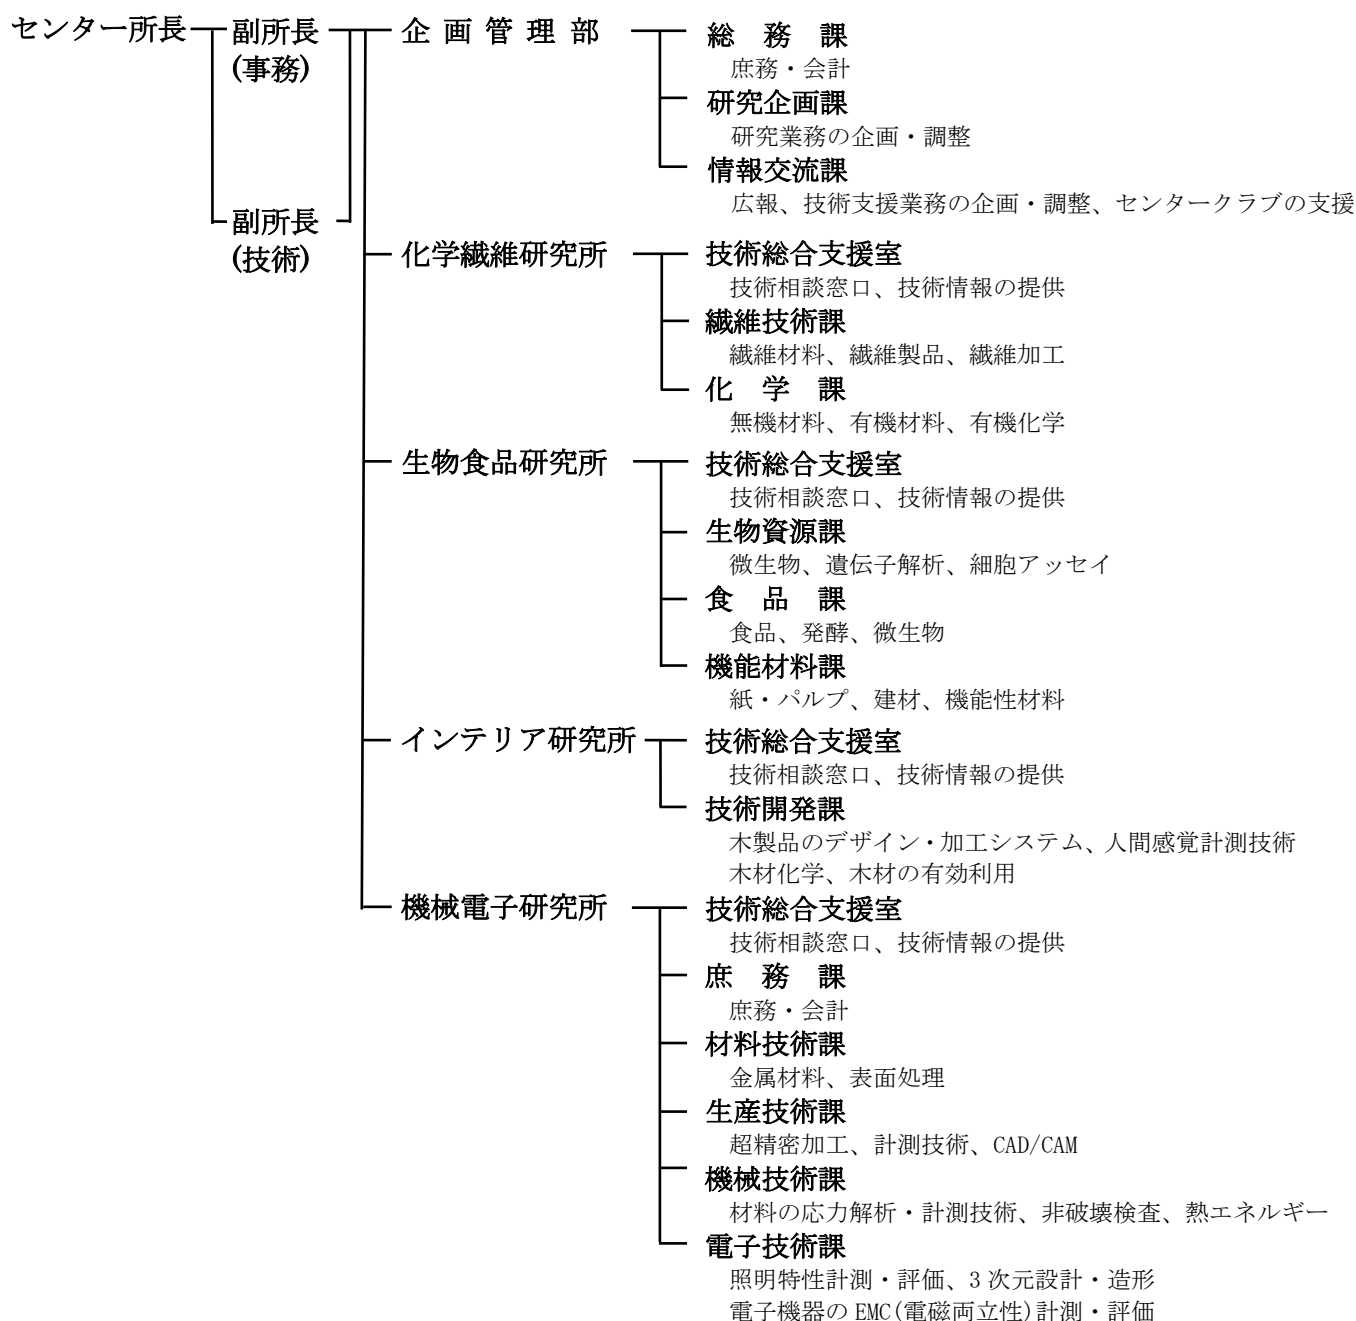 センター所長 副所長 企画管理部 総務課
(事務) 庶務・会計
研究企画課
研究業務の企画・調整
情報交流課
広報、技術支援業務の企画・調整、センタークラブの支援
副所長
(技術)
化学繊維研究所 技術総合支援室
技術相談窓口、技術情報の提供
繊維技術課
繊維材料、繊維製品、繊維加工
化学課
無機材料、有機材料、有機化学
生物食品研究所 技術総合支援室
技術相談窓口、技術情報の提供
生物資源課
微生物、遺伝子解析、細胞アッセイ
食品課
食品、発酵、微生物
機能材料課
紙・パルプ、建材、機能性材料
インテリア研究所 技術総合支援室
技術相談窓口、技術情報の提供
技術開発課
木製品のデザイン・加工システム、人間感覚計測技術
木材化学、木材の有効利用
機械電子研究所 技術総合支援室
技術相談窓口、技術情報の提供
庶務課
庶務・会計
材料技術課
金属材料、表面処理
生産技術課
超精密加工、計測技術、CAD/CAM
機械技術課
材料の応力解析・計測技術、非破壊検査、熱エネルギー
電子技術課
照明特性計測・評価、3次元設計・造形
電子機器のEMC(電磁両立性)計測・評価